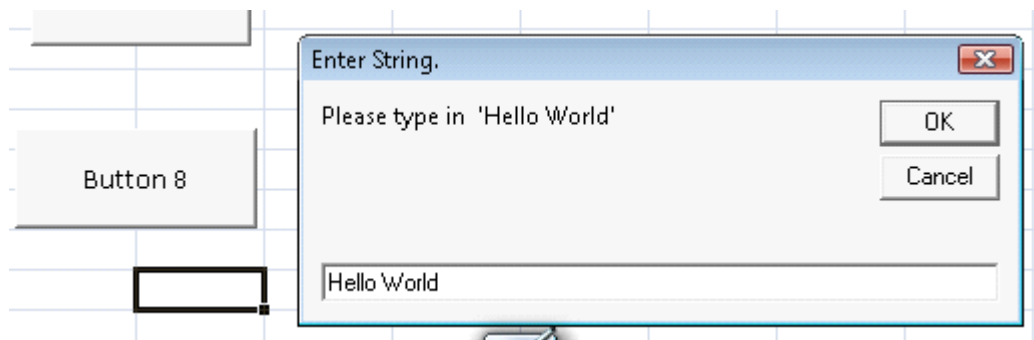 Enter String.
Please type in 'Hello World'
OK
Cancel
Button 8
Hello World